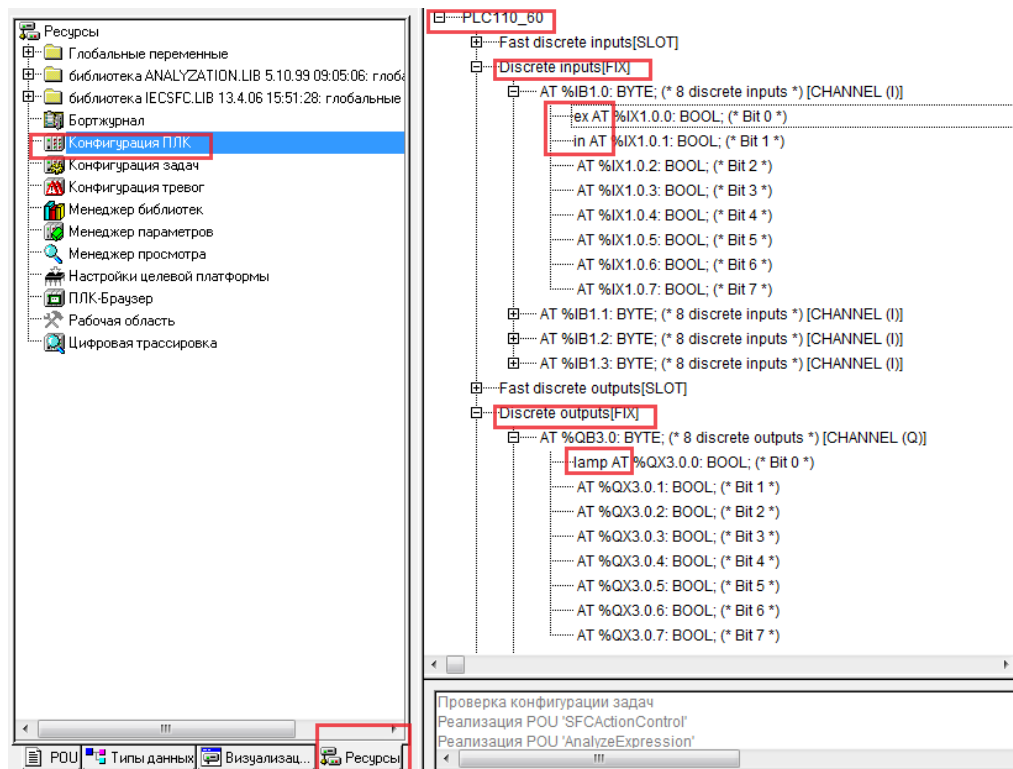 Ресурсы
Глобальные переменные
библиотека ANALYZATION.LIB 5.10.99 09:05:06: глоба
библиотека IECSFC.LIB 13.4.06 15:51:28: глобальные
Бортжурнал
Конфигурация ПЛК
Конфигурация задач
Конфигурация тревог
Менеджер библиотек
Менеджер параметров
Менеджер просмотра
Настройки целевой платформы
ПЛК-Браузер
Рабочая область
Цифровая трассировка
POU
Типы данных
Визуализац...
Ресурсы
PLC110_60
Fast discrete inputs[SLOT]
Discrete inputs[FIX]
AT %IB1.0: BYTE; (* 8 discrete inputs *) [CHANNEL (I)]
ex AT %IX1.0.0: BOOL; (* Bit 0 *)
in AT %IX1.0.1: BOOL; (* Bit 1 *)
AT %IX1.0.2: BOOL; (* Bit 2 *)
AT %IX1.0.3: BOOL; (* Bit 3 *)
AT %IX1.0.4: BOOL; (* Bit 4 *)
AT %IX1.0.5: BOOL; (* Bit 5 *)
AT %IX1.0.6: BOOL; (* Bit 6 *)
AT %IX1.0.7: BOOL; (* Bit 7 *)
AT %IB1.1: BYTE; (* 8 discrete inputs *) [CHANNEL (I)]
AT %IB1.2: BYTE; (* 8 discrete inputs *) [CHANNEL (I)]
AT %IB1.3: BYTE; (* 8 discrete inputs *) [CHANNEL (I)]
Fast discrete outputs[SLOT]
Discrete outputs[FIX]
AT %QB3.0: BYTE; (* 8 discrete outputs *) [CHANNEL (Q)]
lamp AT %QX3.0.0: BOOL; (* Bit 0 *)
AT %QX3.0.1: BOOL; (* Bit 1 *)
AT %QX3.0.2: BOOL; (* Bit 2 *)
AT %QX3.0.3: BOOL; (* Bit 3 *)
AT %QX3.0.4: BOOL; (* Bit 4 *)
AT %QX3.0.5: BOOL; (* Bit 5 *)
AT %QX3.0.6: BOOL; (* Bit 6 *)
AT %QX3.0.7: BOOL; (* Bit 7 *)
Проверка конфигурации задач
Реализация POU 'SFCActionControl'
Реализация POU 'AnalyzeExpression'